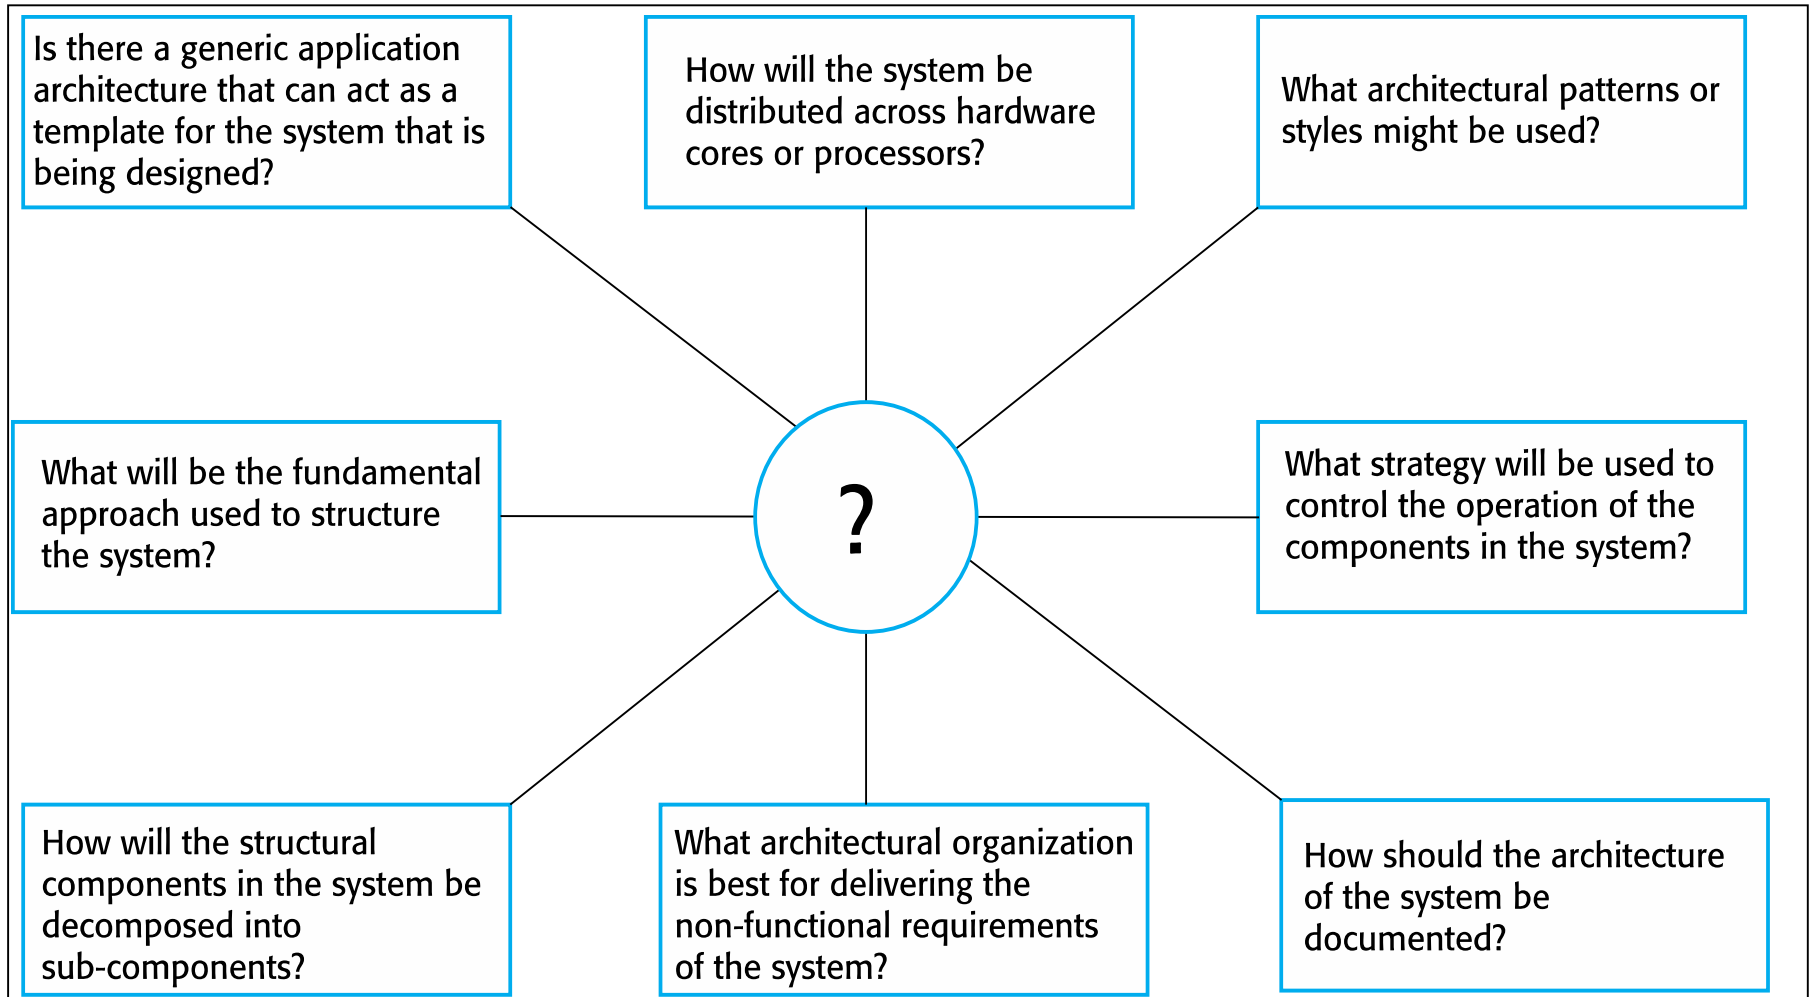 Is there a generic application
architecture that can act as a
template for the system that is
being designed?
How will the system be
distributed across hardware
cores or processors?
What architectural patterns or
styles might be used?
What will be the fundamental
approach used to structure
the system?
?
What strategy will be used to
control the operation of the
components in the system?
How will the structural
components in the system be
decomposed into
sub-components?
What architectural organization
is best for delivering the
non-functional requirements
of the system?
How should the architecture
of the system be
documented?